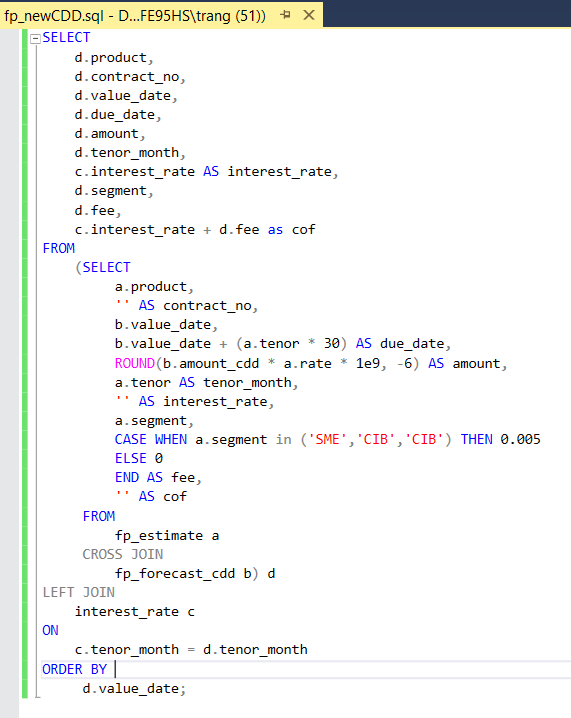 fp_newCDD.sql - D...FE95HS\trang (51))
SELECT
d.product,
d.contract_no,
d.value_date,
d.due_date,
d.amount,
d.tenor_month,
c.interest_rate AS interest_rate,
d.segment,
d.fee,
c.interest_rate + d.fee as cof
FROM
(SELECT
a.product,
'' AS contract_no,
b.value_date,
b.value_date + (a.tenor * 30) AS due_date,
ROUND(b.amount_cdd * a.rate * 1e9, -6) AS amount,
a.tenor AS tenor_month,
'' AS interest_rate,
a.segment,
CASE WHEN a.segment in ('SME','CIB','CIB') THEN 0.005
ELSE 0
END AS fee,
'' AS cof
FROM
fp_estimate a
CROSS JOIN
fp_forecast_cdd b) d
LEFT JOIN
interest_rate c
ON
c.tenor_month = d.tenor_month
ORDER BY
d.value_date;